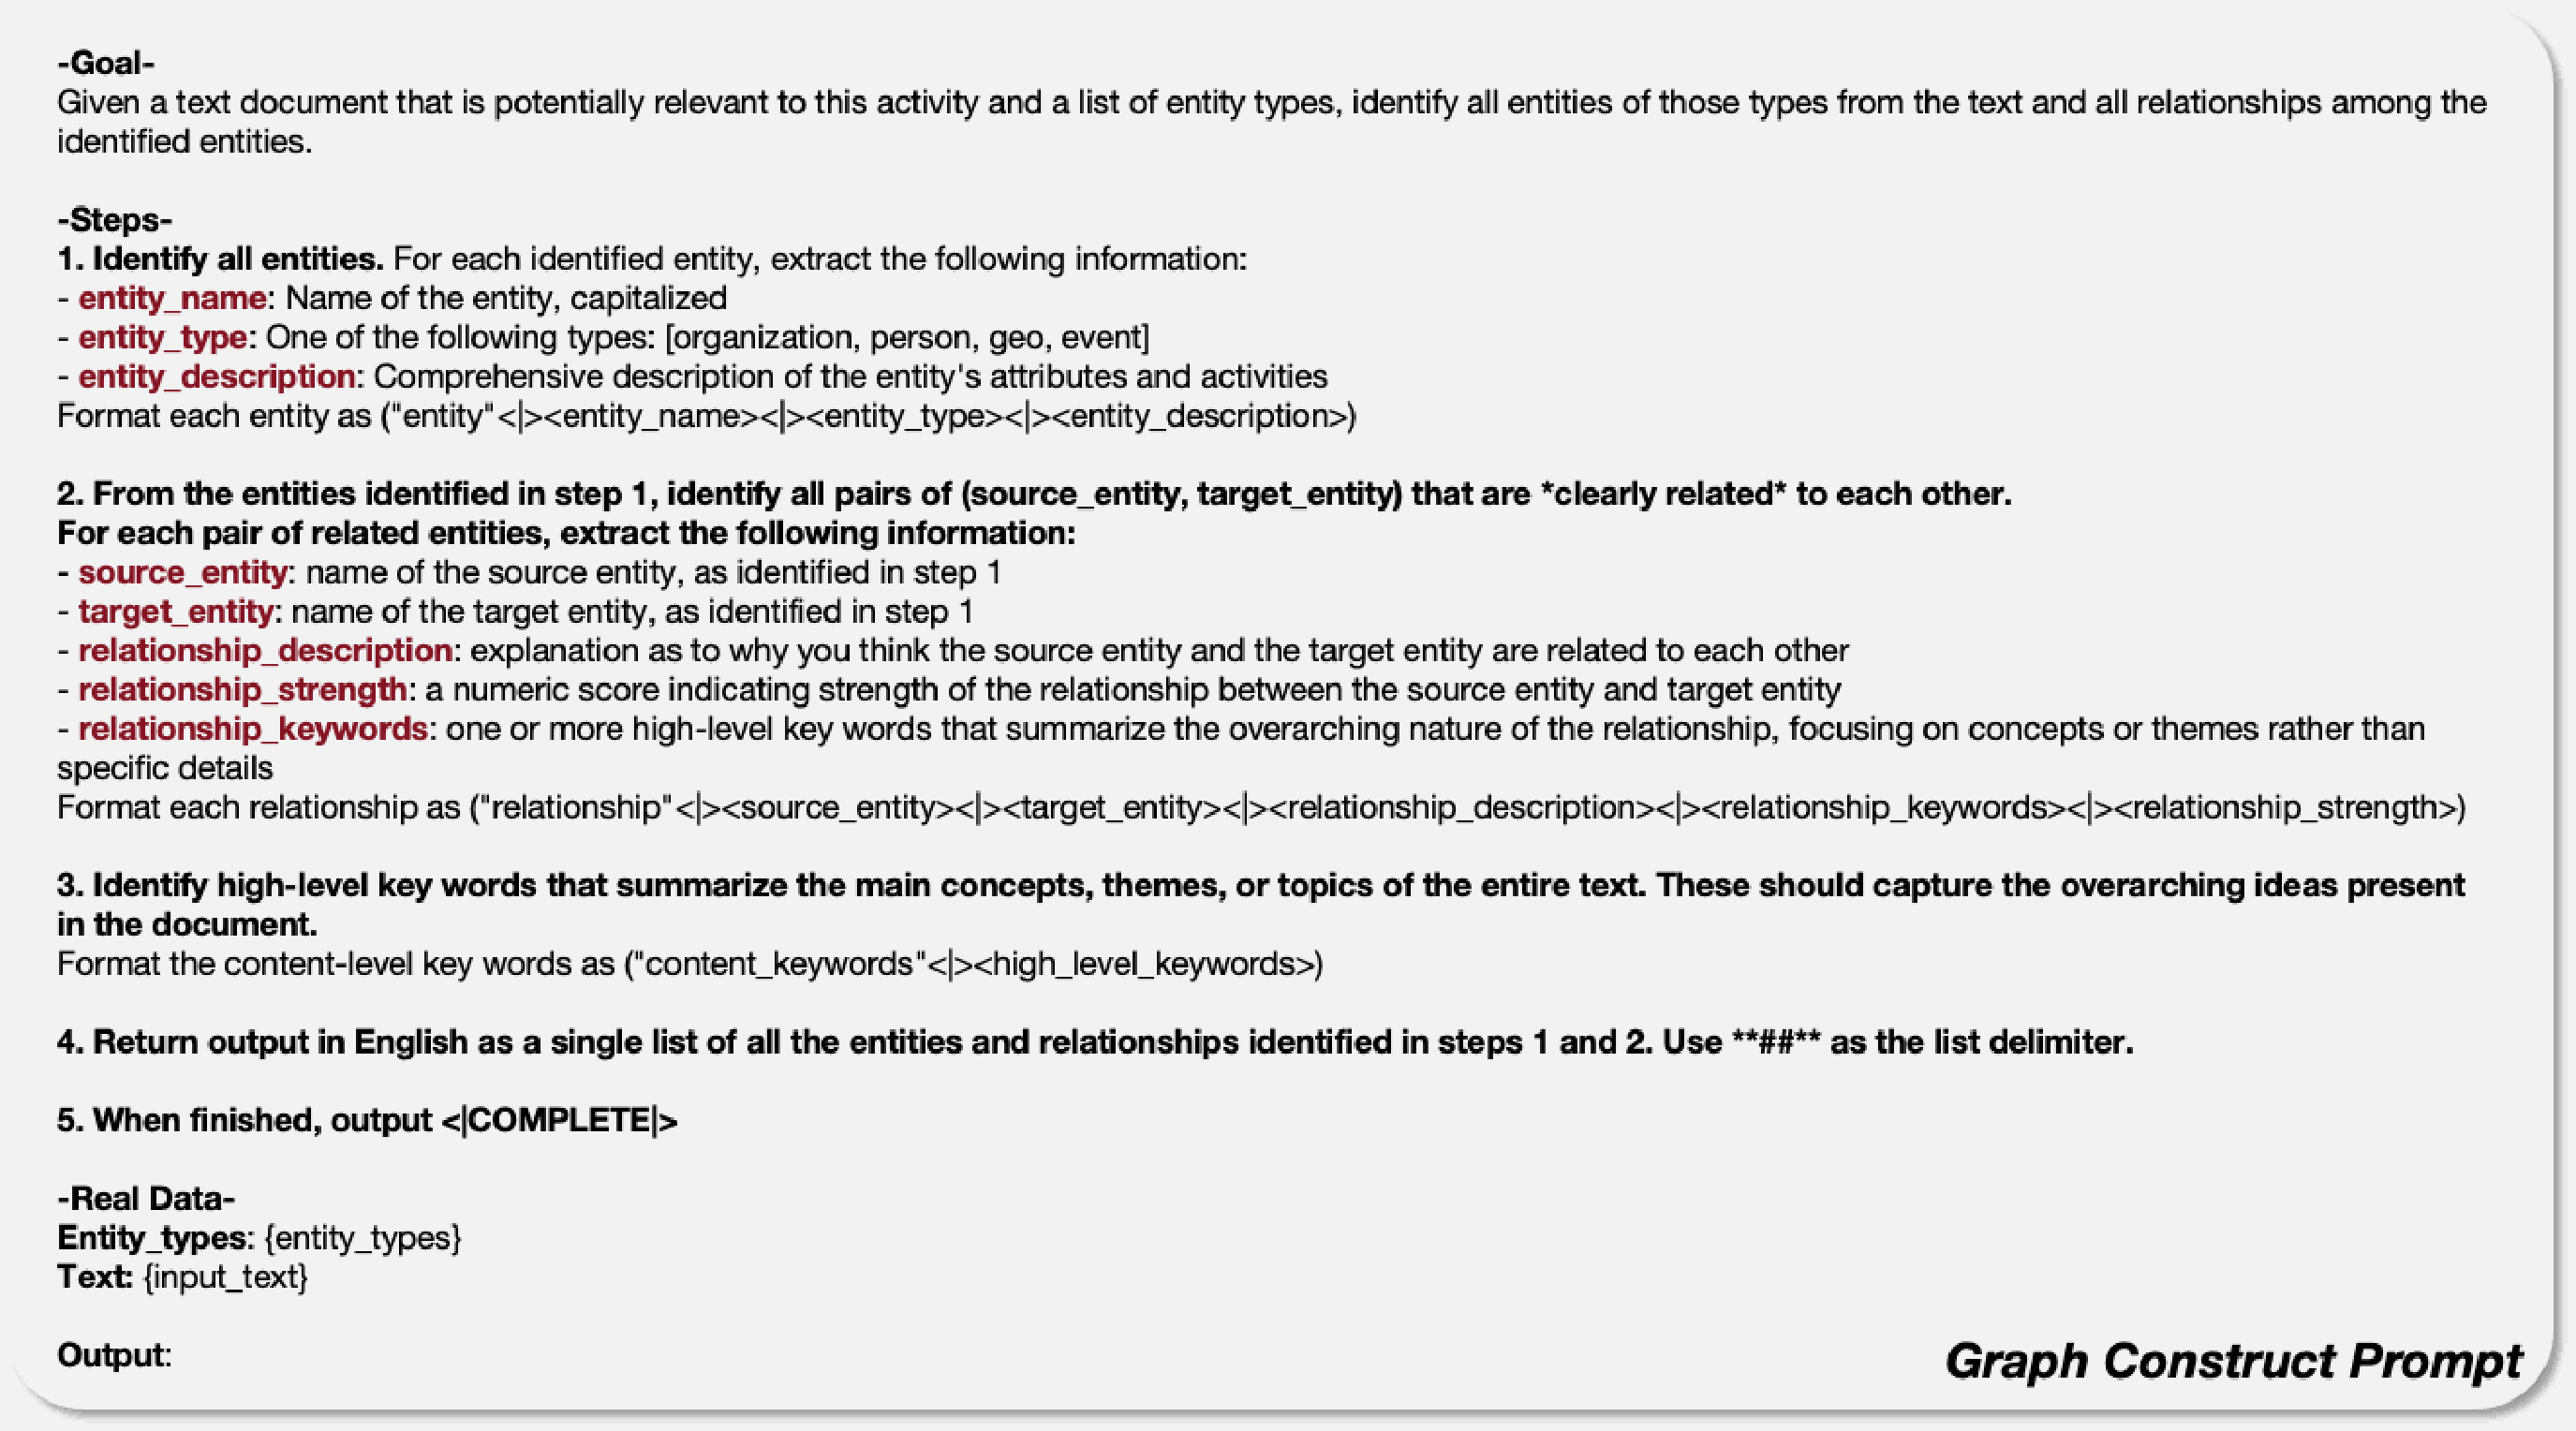 -Goal-
Given a text document that is potentially relevant to this activity and a list of entity types, identify all entities of those types from the text and all relationships among the
identified entities.
-Steps-
1. Identify all entities. For each identified entity, extract the following information:
- entity_name: Name of the entity, capitalized
- entity_type: One of the following types: [organization, person, geo, event]
- entity_description: Comprehensive description of the entity's attributes and activities
Format each entity as ("entity"<|><entity_name><|><entity_type><|><entity_description>)
2. From the entities identified in step 1, identify all pairs of (source_entity, target_entity) that are *clearly related* to each other.
For each pair of related entities, extract the following information:
- source_entity: name of the source entity, as identified in step 1
- target_entity: name of the target entity, as identified in step 1
- relationship_description: explanation as to why you think the source entity and the target entity are related to each other
- relationship_strength: a numeric score indicating strength of the relationship between the source entity and target entity
- relationship_keywords: one or more high-level key words that summarize the overarching nature of the relationship, focusing on concepts or themes rather than
specific details
Format each relationship as ("relationship"<|><source_entity><|><target_entity><|><relationship_description><|><relationship_keywords><|><relationship_strength>)
3. Identify high-level key words that summarize the main concepts, themes, or topics of the entire text. These should capture the overarching ideas present
in the document.
Format the content-level key words as ("content_keywords"<|><high_level_keywords>)
4. Return output in English as a single list of all the entities and relationships identified in steps 1 and 2. Use **##** as the list delimiter.
5. When finished, output <|COMPLETE|>
-Real Data-
Entity_types: {entity_types}
Text: {input_text}
Output:
Graph Construct Prompt